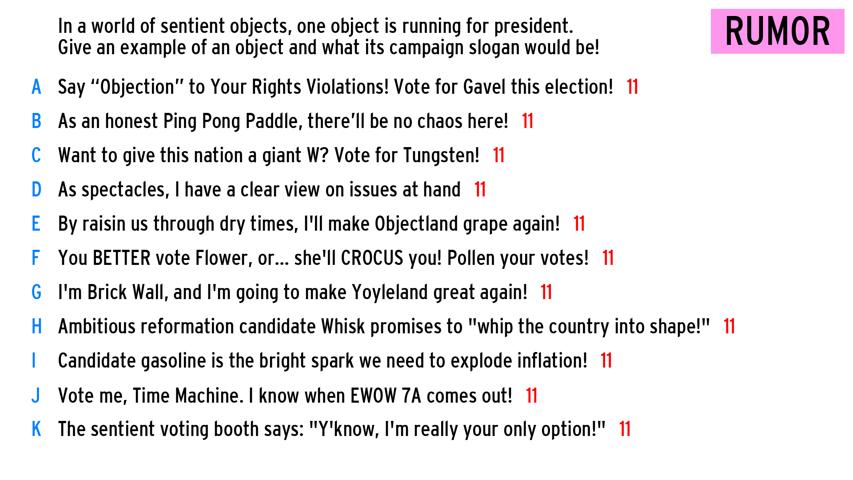 In a world of sentient objects, one object is running for president.
Give an example of an object and what its campaign slogan would be!
RUMOR
A Say “Objection” to Your Rights Violations! Vote for Gavel this election! 11
B As an honest Ping Pong Paddle, there’ll be no chaos here! 11
C Want to give this nation a giant W? Vote for Tungsten! 11
D As spectacles, I have a clear view on issues at hand 11
E By raisin us through dry times, I'll make Objectland grape again! 11
F You BETTER vote Flower, or... she'll CROCUS you! Pollen your votes! 11
G I'm Brick Wall, and I'm going to make Yoyleland great again! 11
H Ambitious reformation candidate Whisk promises to "whip the country into shape!" 11
I Candidate gasoline is the bright spark we need to explode inflation! 11
J Vote me, Time Machine. I know when EWOW 7A comes out! 11
K The sentient voting booth says: "Y'know, I'm really your only option!" 11